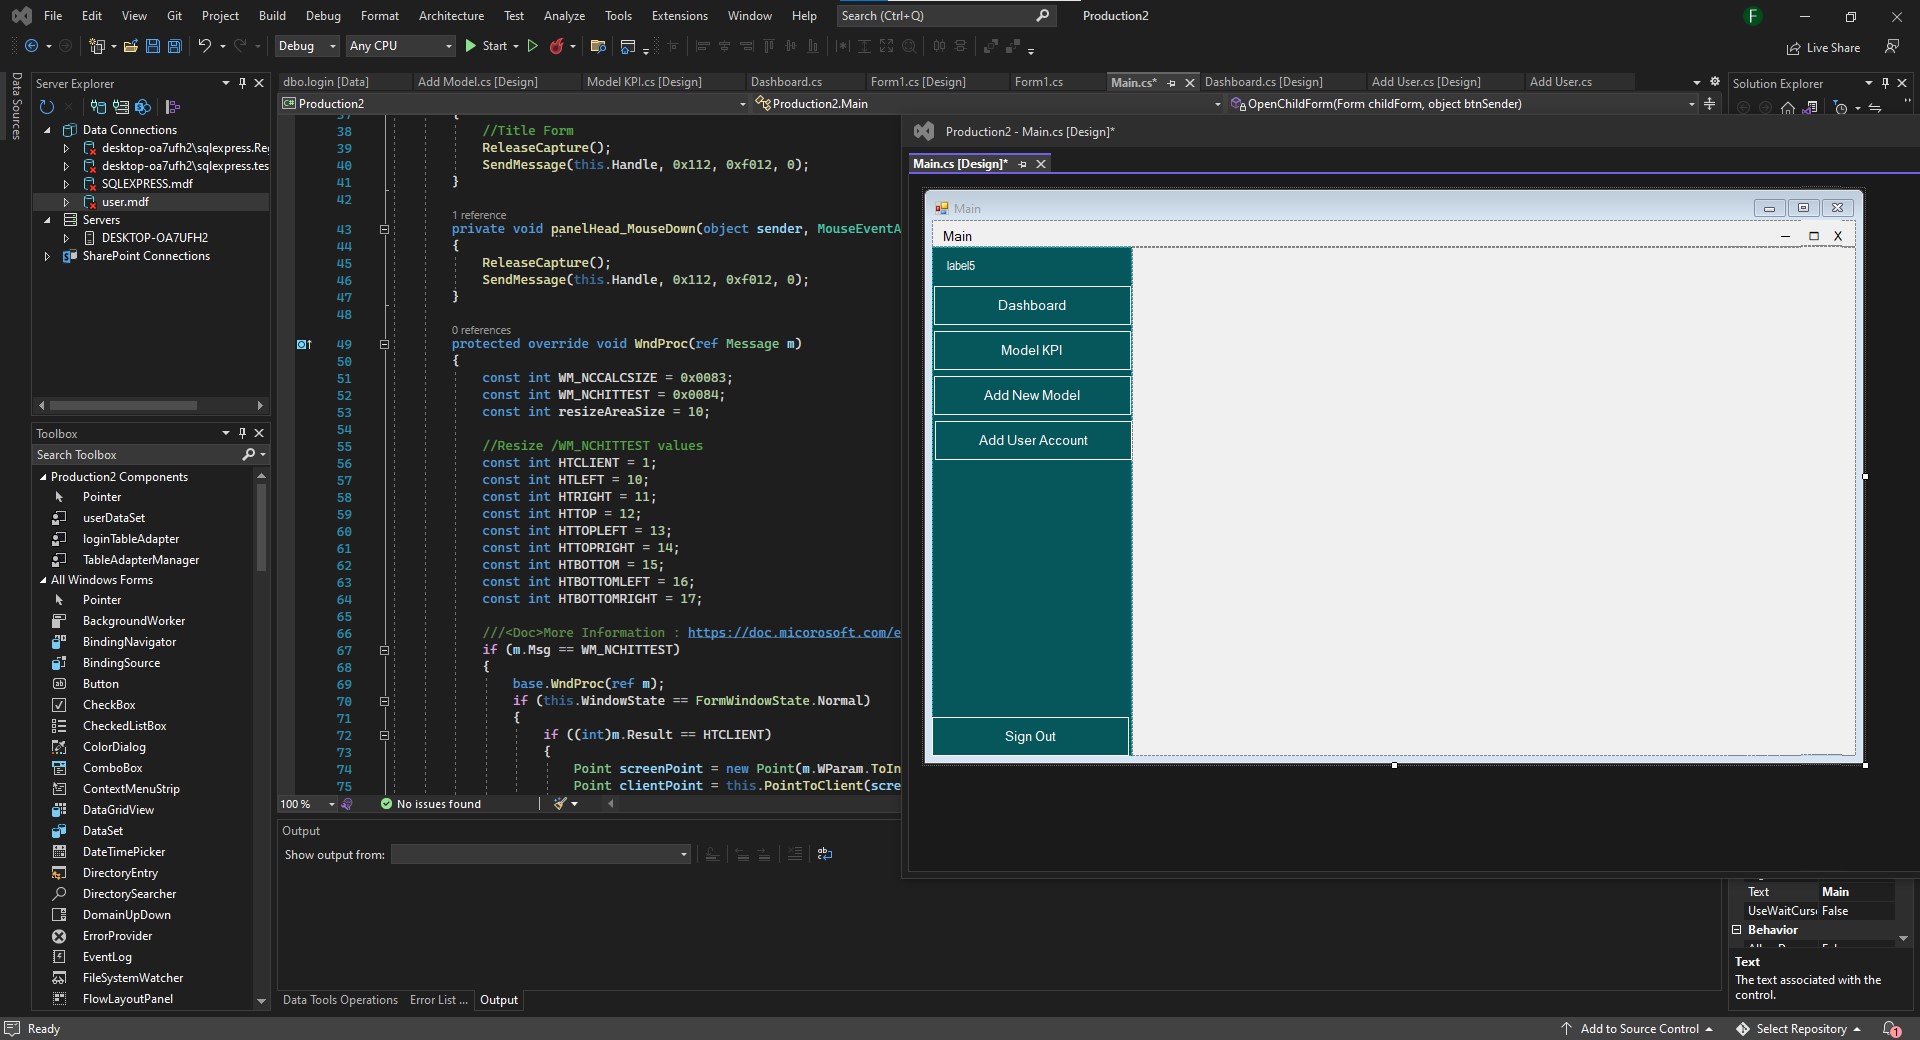 File Edit View Git Project Build Debug Format Architecture Test Analyze Tools Extensions Window Help Search (Ctrl+Q) Production2
F
Debug Any CPU Start Live Share
Data Sources
Server Explorer
Data Connections
desktop-oa7ufh2\sqlexpress.Re
desktop-oa7ufh2\sqlexpress.tes
SQLEXPRESS.mdf
user.mdf
Servers
DESKTOP-OA7UFH2
SharePoint Connections
Toolbox
Search Toolbox
Production2 Components
Pointer
userDataSet
loginTableAdapter
TableAdapterManager
All Windows Forms
Pointer
BackgroundWorker
BindingNavigator
BindingSource
Button
CheckBox
CheckedListBox
ColorDialog
ComboBox
ContextMenuStrip
DataGridView
DataSet
DateTimePicker
DirectoryEntry
DirectorySearcher
DomainUpDown
ErrorProvider
EventLog
FileSystemWatcher
FlowLayoutPanel
dbo.login [Data] Add Model.cs [Design] Model KPI.cs [Design] Dashboard.cs Form1.cs [Design] Form1.cs Main.cs* Dashboard.cs [Design] Add User.cs [Design] Add User.cs
Production2 Production2.Main OpenChildForm(Form childForm, object btnSender)
37 {
38 //Title Form
39 ReleaseCapture();
40 SendMessage(this.Handle, 0x112, 0xf012, 0);
41 }
42
1 reference
43 private void panelHead_MouseDown(object sender, MouseEventA
44 {
45 ReleaseCapture();
46 SendMessage(this.Handle, 0x112, 0xf012, 0);
47 }
48
0 references
49 protected override void WndProc(ref Message m)
50 {
51 const int WM_NCCALCSIZE = 0x0083;
52 const int WM_NCHITTEST = 0x0084;
53 const int resizeAreaSize = 10;
54
55 //Resize /WM_NCHITTEST values
56 const int HTCLIENT = 1;
57 const int HTLEFT = 10;
58 const int HTRIGHT = 11;
59 const int HTTOP = 12;
60 const int HTTOPLEFT = 13;
61 const int HTTOPRIGHT = 14;
62 const int HTBOTTOM = 15;
63 const int HTBOTTOMLEFT = 16;
64 const int HTBOTTOMRIGHT = 17;
65
66 ///<Doc>More Information : https://doc.micorosoft.com/e
67 if (m.Msg == WM_NCHITTEST)
68 {
69 base.WndProc(ref m);
70 if (this.WindowState == FormWindowState.Normal)
71 {
72 if ((int)m.Result == HTCLIENT)
73 {
74 Point screenPoint = new Point(m.WParam.ToIn
75 Point clientPoint = this.PointToClient(scre
100 % No issues found
Output
Show output from:
Data Tools Operations Error List ... Output
Production2 - Main.cs [Design]*
Main.cs [Design]*
Main
Main
X
label5
Dashboard
Model KPI
Add New Model
Add User Account
Sign Out
Solution Explorer
Text Main
UseWaitCurs False
Behavior
Text
The text associated with the
control.
Ready Add to Source Control Select Repository 1